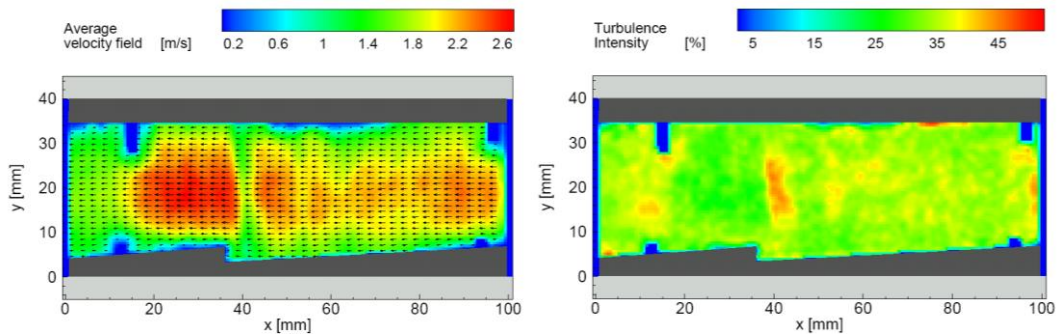 Average
velocity field [m/s]
0.2 0.6 1 1.4 1.8 2.2 2.6
40
30
20
10
0
y [mm]
0 20 40 60 80 100
x [mm]
Turbulence
Intensity [%]
5 15 25 35 45
40
30
20
10
0
y [mm]
0 20 40 60 80 100
x [mm]